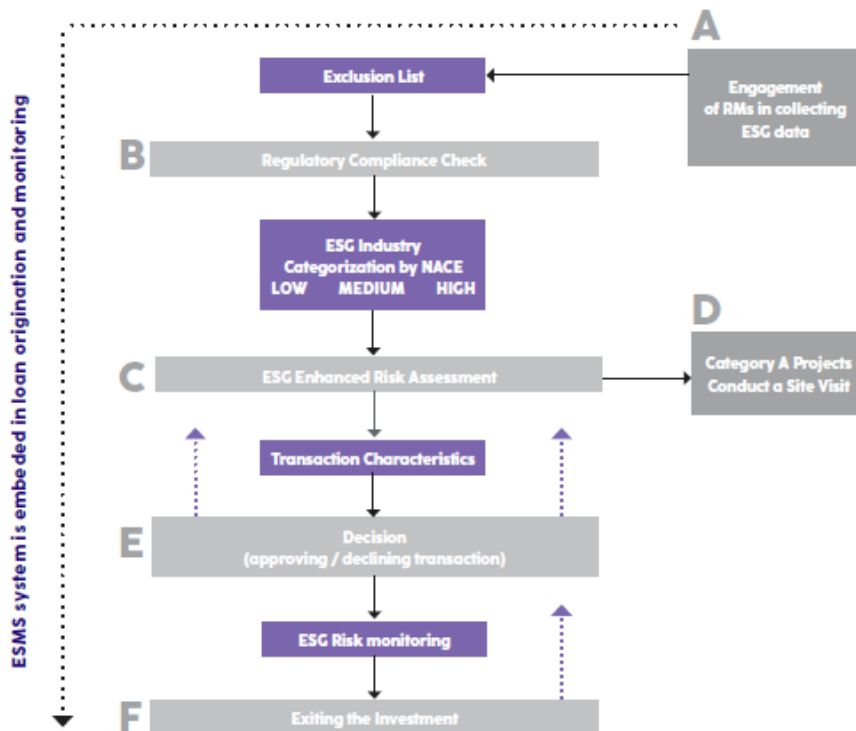 ESMS system is embeded in loan origination and monitoring
A
Exclusion List
Engagement
of RMs in collecting
ESG data
B
Regulatory Compliance Check
ESG Industry
Categorization by NACE
LOW MEDIUM HIGH
D
Category A Projects
Conduct a Site Visit
C
ESG Enhanced Risk Assessment
Transaction Characteristics
E
Decision
(approving / declining transaction)
ESG Risk monitoring
F
Exiting the Investment